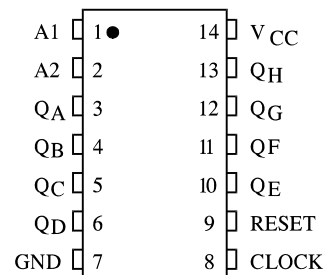 A1 1 14 VCC
A2 2 13 QH
QA 3 12 QG
QB 4 11 QF
QC 5 10 QE
QD 6 9 RESET
GND 7 8 CLOCK